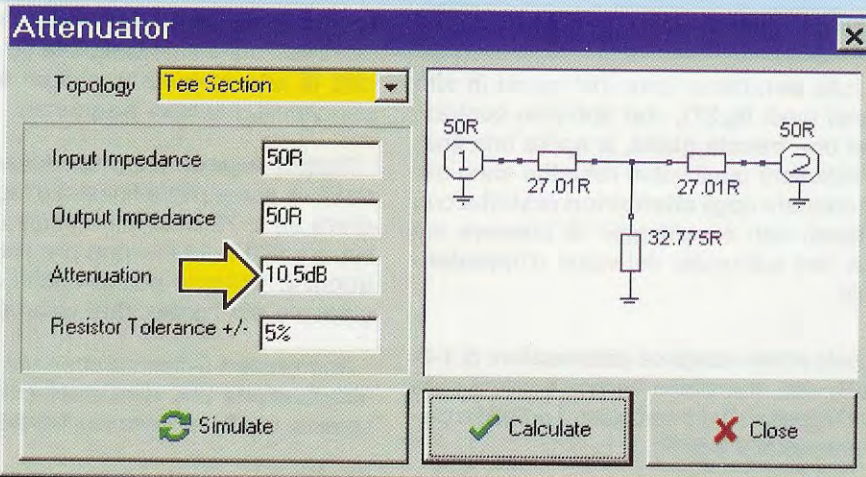 Attenuator
Topology Tee Section
Input Impedance 50R
Output Impedance 50R
Attenuation 10.5dB
Resistor Tolerance +/- 5%
50R 50R
1 2
27.01R 27.01R
32.775R
Simulate Calculate Close